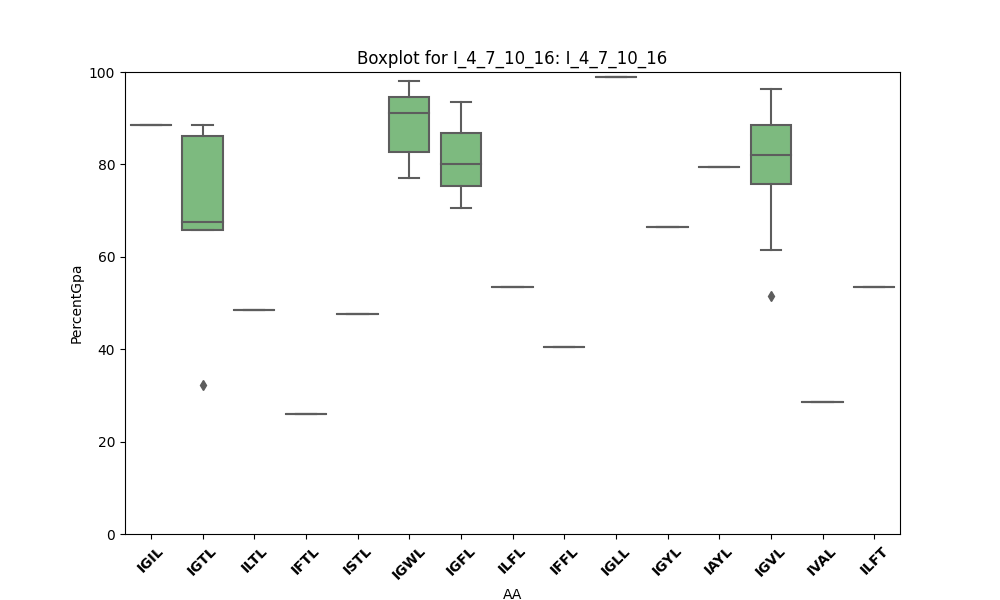 Boxplot for I_4_7_10_16: I_4_7_10_16
100
80
60
40
20
0
PercentGpa
IGIL
IGTL
ILTL
IFTL
ISTL
IGWL
IGFL
ILFL
IFFL
IGLL
IGYL
IAYL
IGVL
IVAL
ILFT
AA